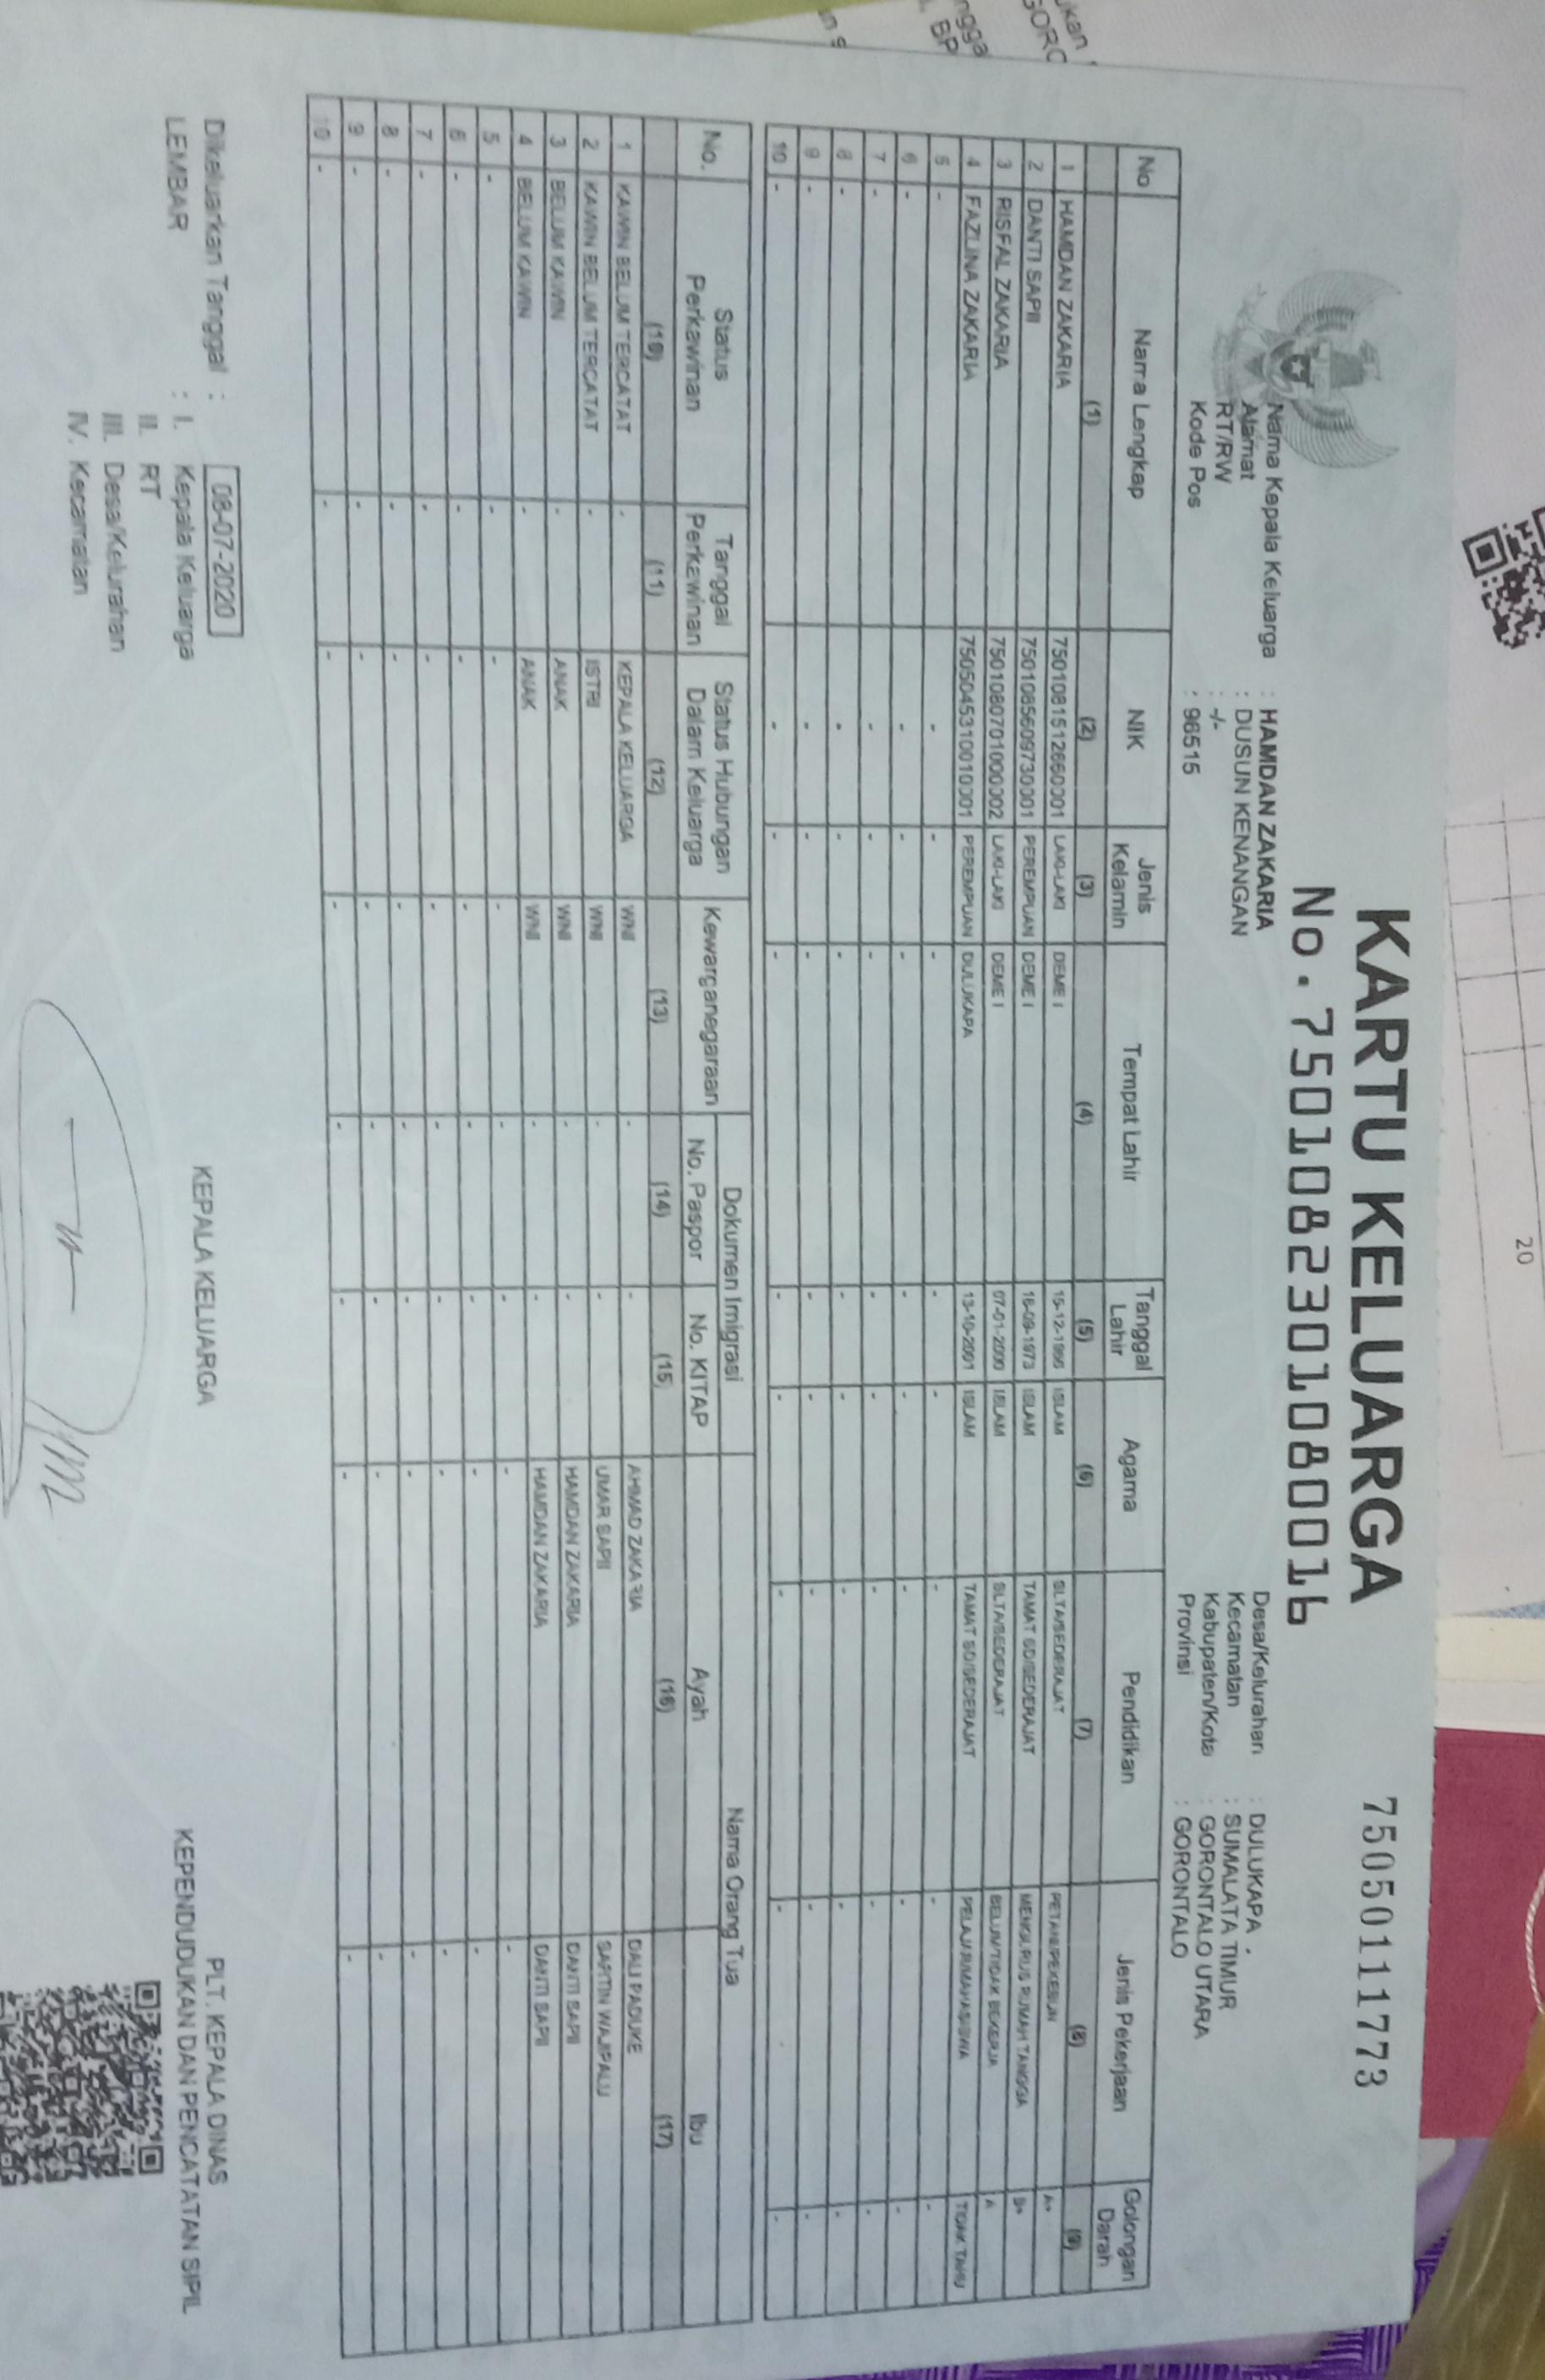 KARTU KELUARGA
75050111773
No. 7501082301080016
Nama Kepala Keluarga : HAMDAN ZAKARIA
Alamat : DUSUN KENANGAN
RT/RW : -/-
Kode Pos : 96515
Desa/Kelurahan : DULUKAPA
Kecamatan : SUMALATA TIMUR
Kabupaten/Kota : GORONTALO UTARA
Provinsi : GORONTALO
No Nama Lengkap NIK Jenis Kelamin Tempat Lahir Tanggal Lahir Agama Pendidikan Jenis Pekerjaan Golongan Darah
(1) (2) (3) (4) (5) (6) (7) (8) (9)
1 HAMDAN ZAKARIA 7501081512660001 LAKI-LAKI DEME I 15-12-1966 ISLAM SLTA/SEDERAJAT PETANI/PEKEBUN A+
2 DANTI SAPII 7501085609730001 PEREMPUAN DEME I 16-09-1973 ISLAM TAMAT SD/SEDERAJAT MENGURUS RUMAH TANGGA B+
3 RISFAL ZAKARIA 7501080701000002 LAKI-LAKI DEME I 07-01-2000 ISLAM SLTA/SEDERAJAT BELUM/TIDAK BEKERJA A
4 FAZLINA ZAKARIA 7505045310010001 PEREMPUAN DULUKAPA 13-10-2001 ISLAM TAMAT SD/SEDERAJAT PELAJAR/MAHASISWA TIDAK TAHU
5 - - - - - - - - -
6 - - - - - - - - -
7 - - - - - - - - -
8 - - - - - - - - -
9 - - - - - - - - -
10 - - - - - - - - -
No. Status Perkawinan Tanggal Perkawinan Status Hubungan Dalam Keluarga Kewarganegaraan Dokumen Imigrasi Nama Orang Tua
No. Paspor No. KITAP Ayah Ibu
(10) (11) (12) (13) (14) (15) (16) (17)
1 KAWIN BELUM TERCATAT - KEPALA KELUARGA WNI - - AHMAD ZAKARIA DALI PADUKE
2 KAWIN BELUM TERCATAT - ISTRI WNI - - UMAR SAPII SARTIN WAJIPALU
3 BELUM KAWIN - ANAK WNI - - HAMDAN ZAKARIA DANTI SAPII
4 BELUM KAWIN - ANAK WNI - - HAMDAN ZAKARIA DANTI SAPII
5 - - - - - - - -
6 - - - - - - - -
7 - - - - - - - -
8 - - - - - - - -
9 - - - - - - - -
10 - - - - - - - -
Dikeluarkan Tanggal : 08-07-2020
LEMBAR : I. Kepala Keluarga
II. RT
III. Desa/Kelurahan
IV. Kecamatan
KEPALA KELUARGA
PLT. KEPALA DINAS
KEPENDUDUKAN DAN PENCATATAN SIPIL
20